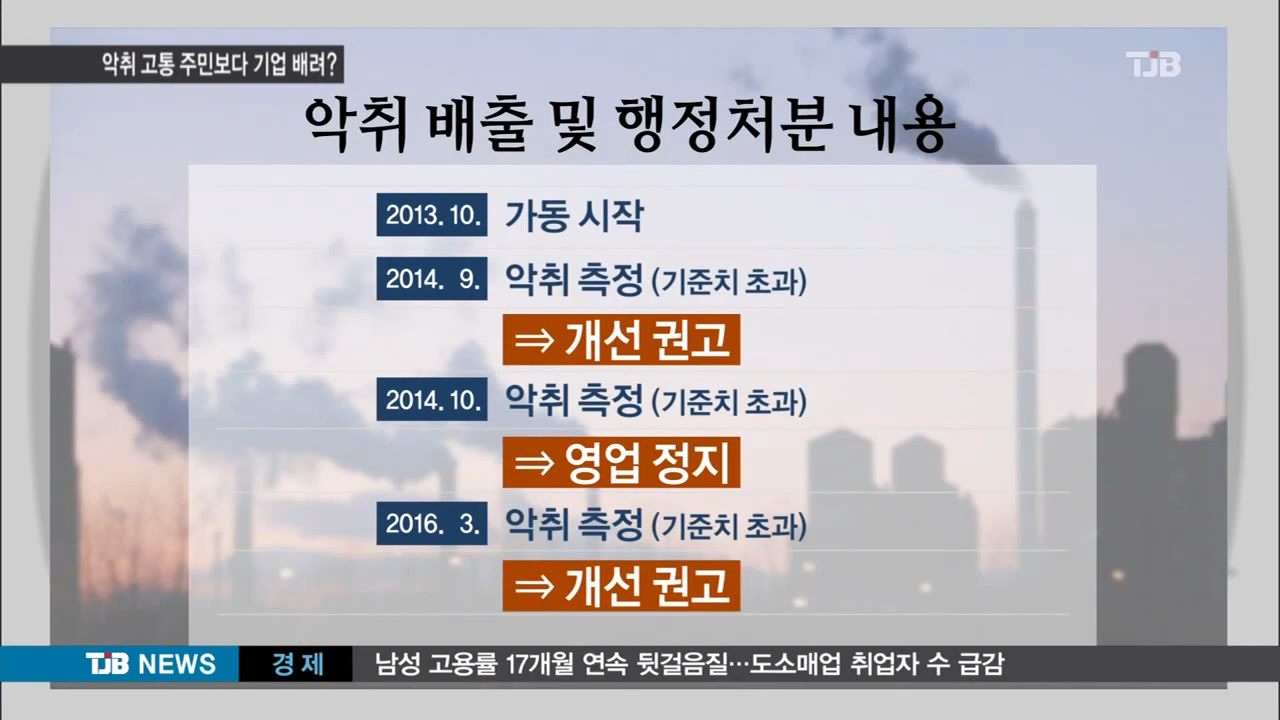 악취 고통 주민보다 기업 배려?
TJB
악취 배출 및 행정처분 내용
2013. 10. 가동 시작
2014. 9. 악취 측정 (기준치 초과)
⇒ 개선 권고
2014. 10. 악취 측정 (기준치 초과)
⇒ 영업 정지
2016. 3. 악취 측정 (기준치 초과)
⇒ 개선 권고
TJB NEWS 경제 남성 고용률 17개월 연속 뒷걸음질…도소매업 취업자 수 급감